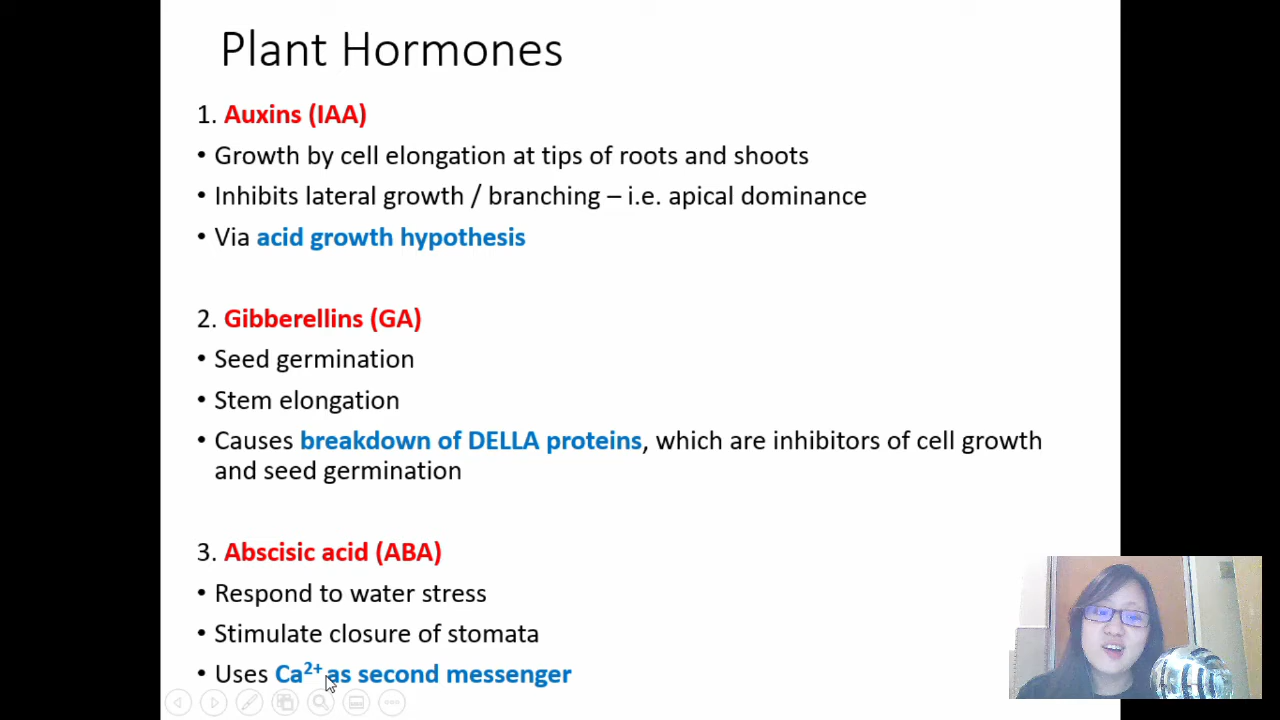 Plant Hormones
1. Auxins (IAA)
• Growth by cell elongation at tips of roots and shoots
• Inhibits lateral growth / branching – i.e. apical dominance
• Via acid growth hypothesis
2. Gibberellins (GA)
• Seed germination
• Stem elongation
• Causes breakdown of DELLA proteins, which are inhibitors of cell growth
and seed germination
3. Abscisic acid (ABA)
• Respond to water stress
• Stimulate closure of stomata
• Uses Ca²⁺ as second messenger